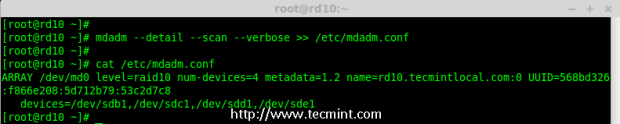 root@rd10:~
[root@rd10 ~]#
[root@rd10 ~]# mdadm --detail --scan --verbose >> /etc/mdadm.conf
[root@rd10 ~]#
[root@rd10 ~]# cat /etc/mdadm.conf
ARRAY /dev/md0 level=raid10 num-devices=4 metadata=1.2 name=rd10.tecmintlocal.com:0 UUID=568bd326
:f866e208:5d712b79:53c2d7c8
devices=/dev/sdb1,/dev/sdc1,/dev/sdd1,/dev/sde1
[root@rd10 ~]#
http://www.tecmint.com